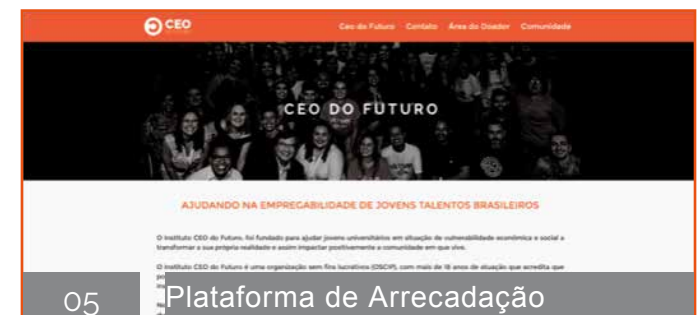 CEO
Ceo do Futuro Contato Área do Doador Comunidade
CEO DO FUTURO
AJUDANDO NA EMPREGABILIDADE DE JOVENS TALENTOS BRASILEIROS
O Instituto CEO do Futuro, foi fundado para ajudar jovens universitários em situação de vulnerabilidade econômica e social a
transformar a sua própria realidade e assim impactar positivamente a comunidade em que vive.
O Instituto CEO do Futuro é uma organização sem fins lucrativos (OSCIP), com mais de 18 anos de atuação que acredita que
05 Plataforma de Arrecadação